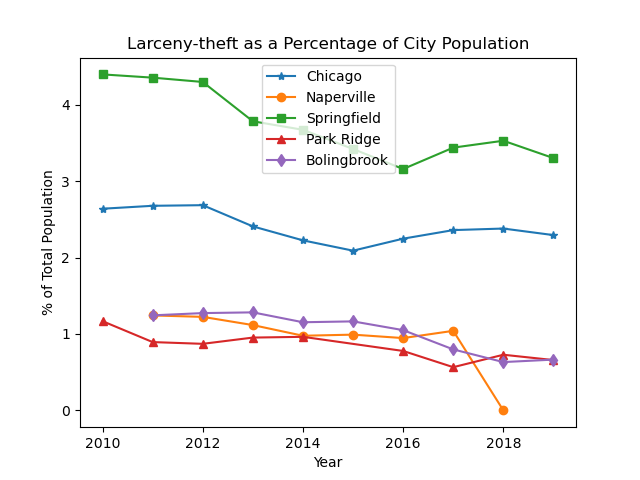 Larceny-theft as a Percentage of City Population
Chicago
Naperville
Springfield
Park Ridge
Bolingbrook
% of Total Population
4
3
2
1
0
2010
2012
2014
2016
2018
Year